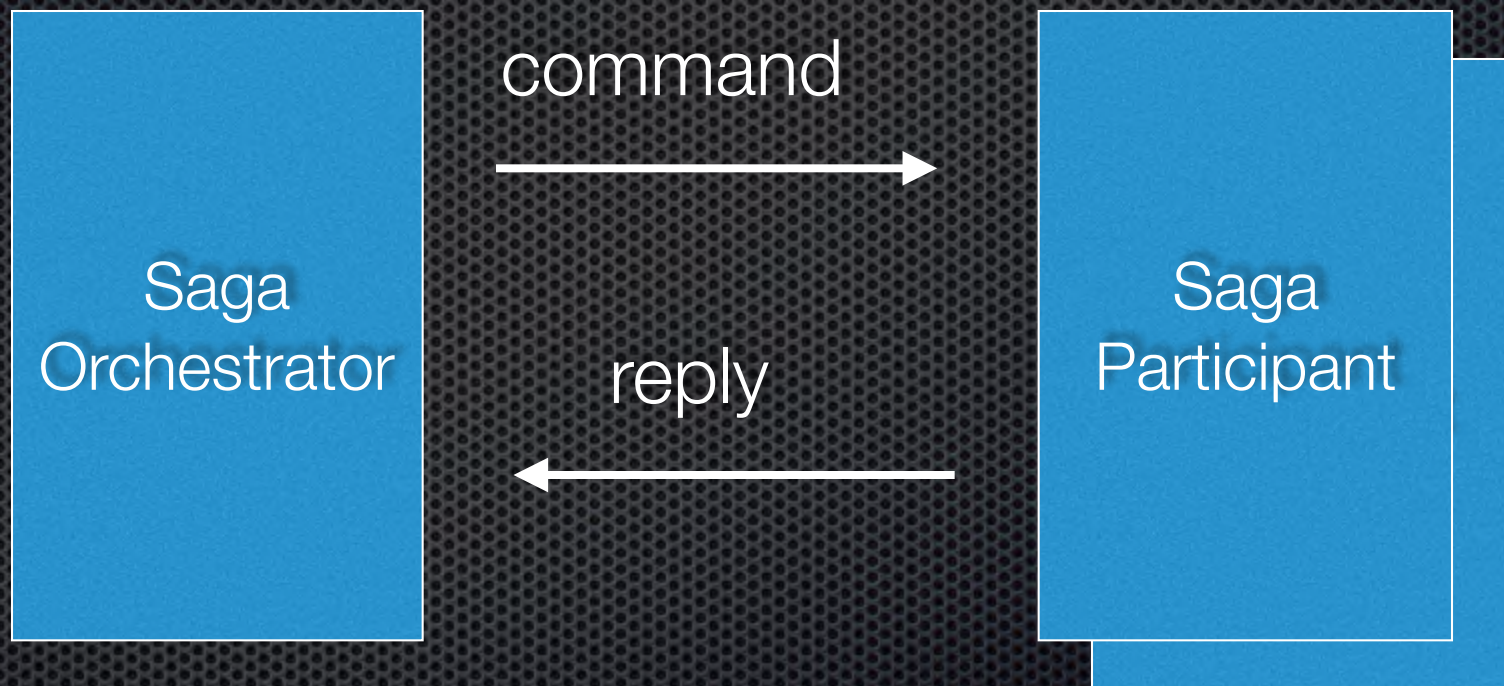 command
Saga
Orchestrator
reply
Saga
Participant